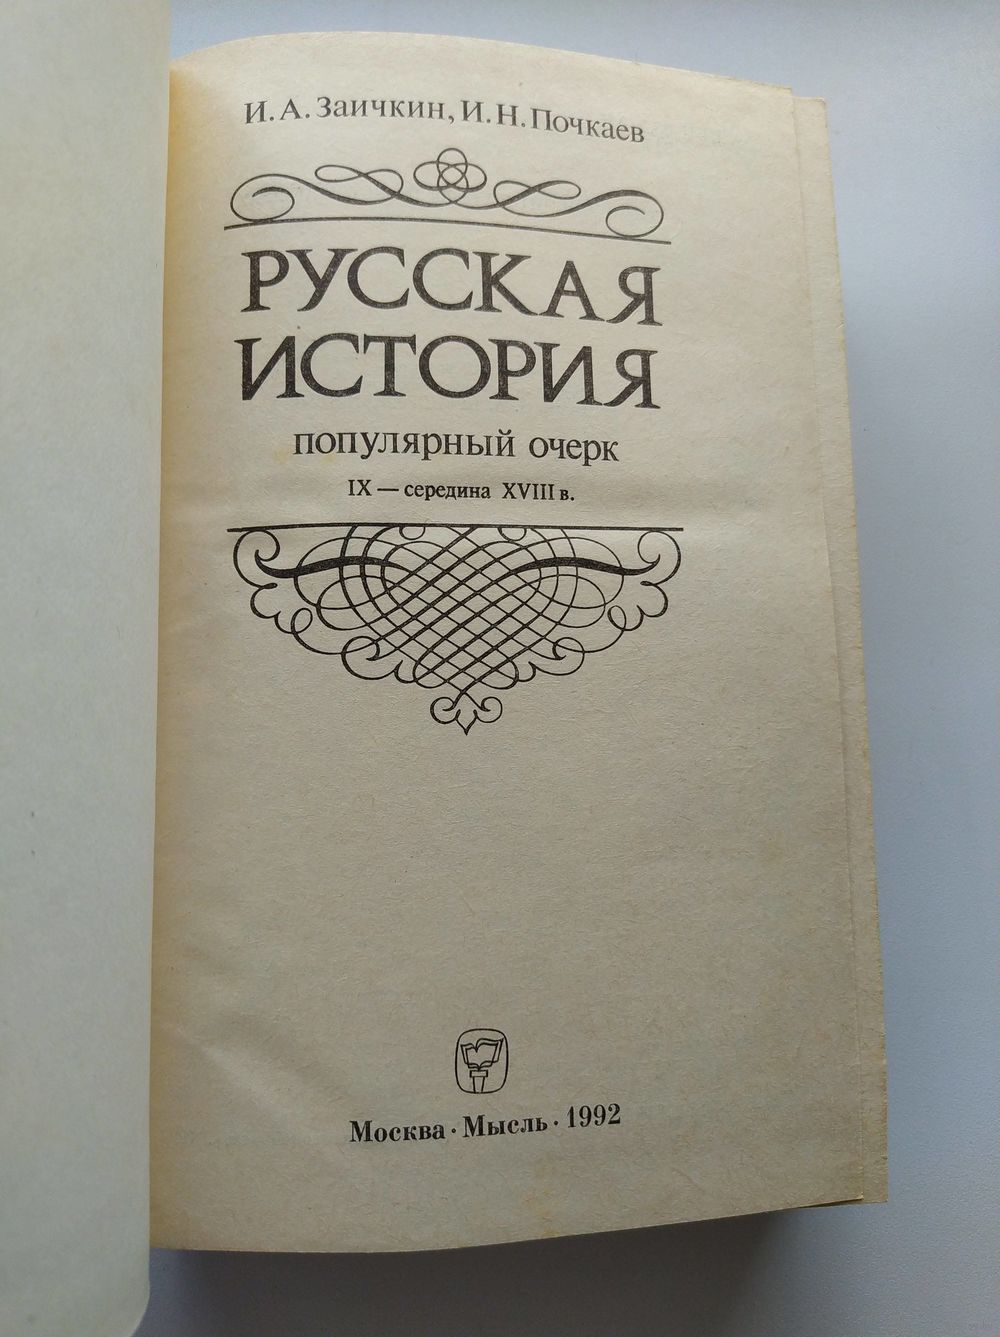 И. А. Заичкин, И. Н. Почкаев
РУССКАЯ
ИСТОРИЯ
популярный очерк
IX — середина XVIII в.
Москва · Мысль · 1992